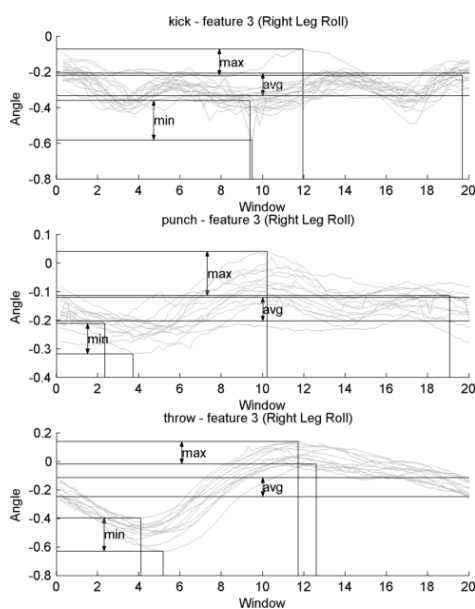 kick - feature 3 (Right Leg Roll)
0
-0.2
-0.4
-0.6
-0.8
Angle
max
avg
min
0 2 4 6 8 10 12 14 16 18 20
Window
punch - feature 3 (Right Leg Roll)
0.1
0
-0.1
-0.2
-0.3
-0.4
Angle
max
avg
min
0 2 4 6 8 10 12 14 16 18 20
Window
throw - feature 3 (Right Leg Roll)
0.2
0
-0.2
-0.4
-0.6
-0.8
Angle
max
avg
min
0 2 4 6 8 10 12 14 16 18 20
Window